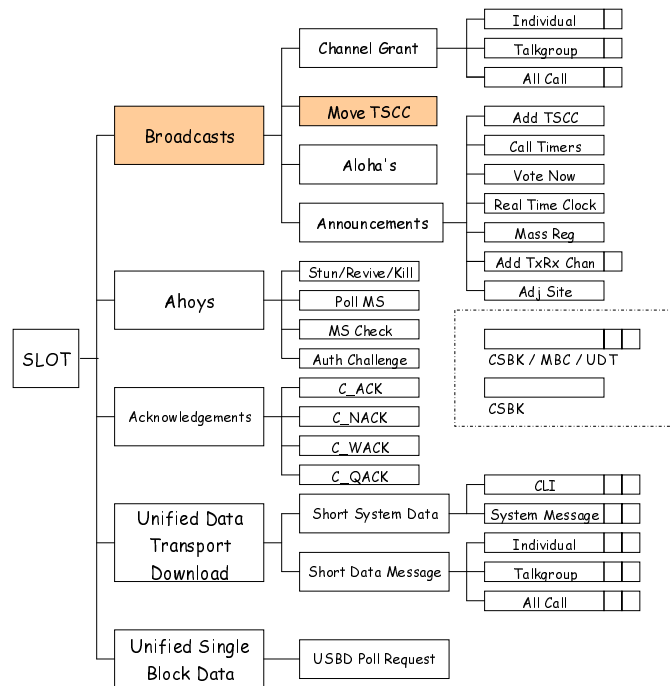 SLOT
Broadcasts
Channel Grant
Individual
Talkgroup
All Call
Move TSCC
Aloha's
Announcements
Add TSCC
Call Timers
Vote Now
Real Time Clock
Mass Reg
Add TxRx Chan
Adj Site
Ahoys
Stun/Revive/Kill
Poll MS
MS Check
Auth Challenge
CSBK / MBC / UDT
CSBK
Acknowledgements
C_ACK
C_NACK
C_WACK
C_QACK
Unified Data
Transport
Download
Short System Data
CLI
System Message
Short Data Message
Individual
Talkgroup
All Call
Unified Single
Block Data
USBD Poll Request